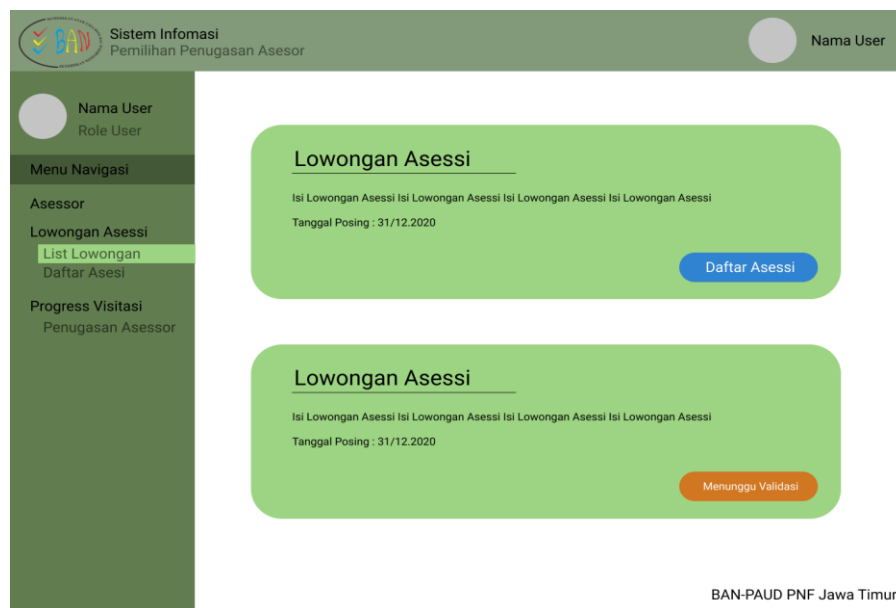 BAN
Sistem Infomasi
Pemilihan Penugasan Asesor
Nama User
Nama User
Role User
Menu Navigasi
Asessor
Lowongan Asessi
List Lowongan
Daftar Asesi
Progress Visitasi
Penugasan Asessor
Lowongan Asessi
Isi Lowongan Asessi Isi Lowongan Asessi Isi Lowongan Asessi Isi Lowongan Asessi
Tanggal Posing : 31/12.2020
Daftar Asessi
Lowongan Asessi
Isi Lowongan Asessi Isi Lowongan Asessi Isi Lowongan Asessi Isi Lowongan Asessi
Tanggal Posing : 31/12.2020
Menunggu Validasi
BAN-PAUD PNF Jawa Timur